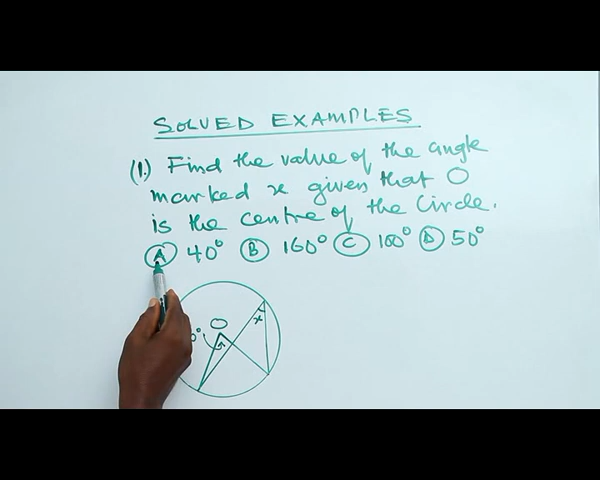 SOLVED EXAMPLES
(1.) Find the value of the angle
marked x given that O
is the centre of the circle.
(A) 40° (B) 160° (C) 100° (D) 50°
O
x